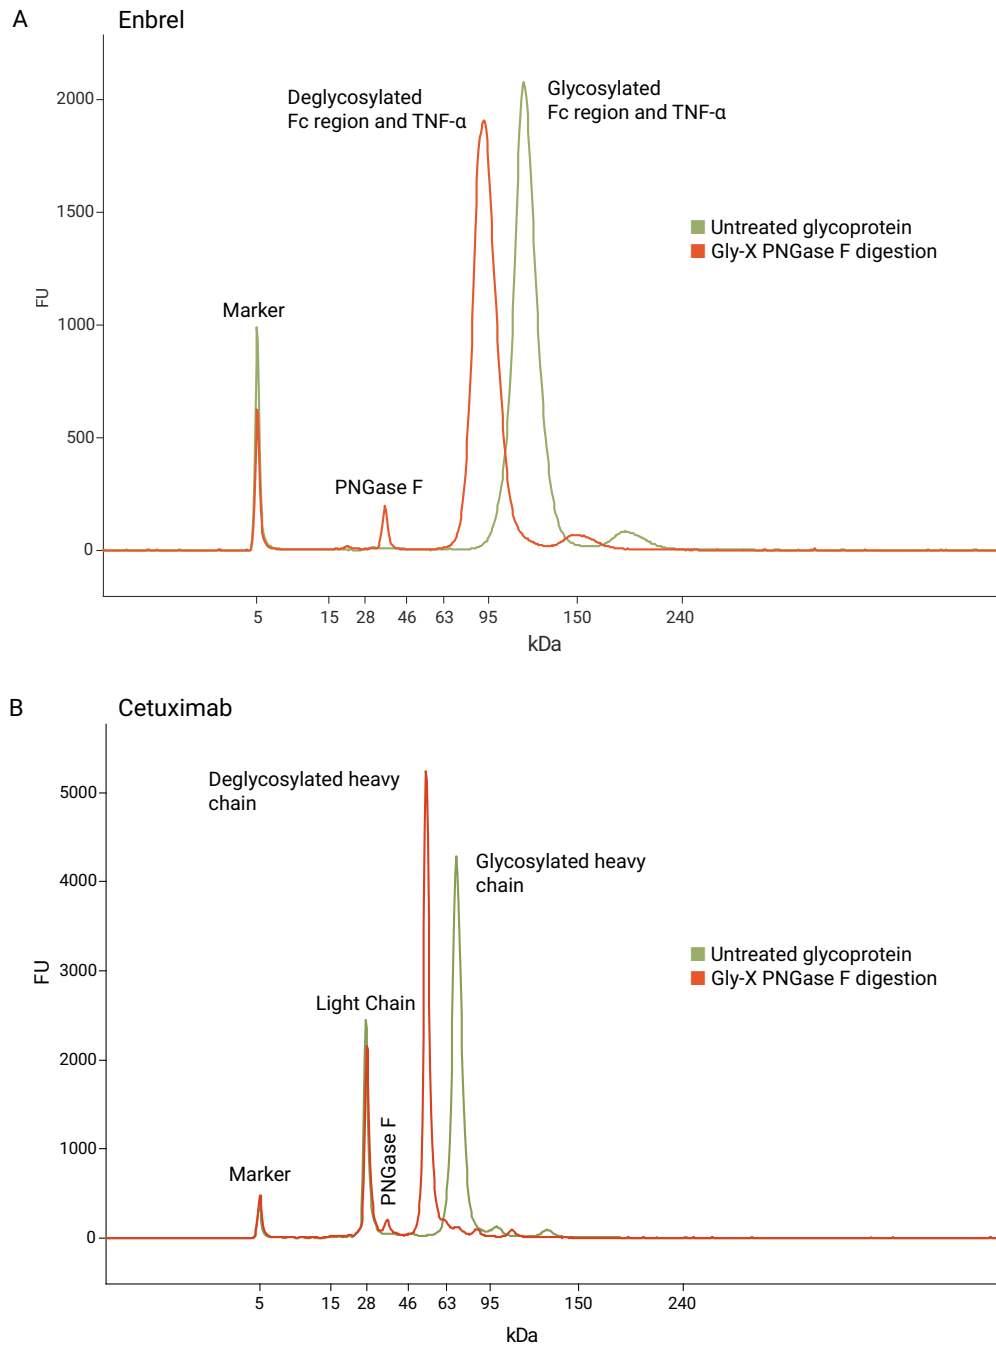 A
Enbrel
2000
1500
1000
500
0
FU
Deglycosylated
Fc region and TNF-α
Glycosylated
Fc region and TNF-α
Untreated glycoprotein
Gly-X PNGase F digestion
Marker
PNGase F
5 15 28 46 63 95 150 240
kDa
B
Cetuximab
5000
4000
3000
2000
1000
0
FU
Deglycosylated heavy
chain
Glycosylated heavy
chain
Untreated glycoprotein
Gly-X PNGase F digestion
Light Chain
PNGase F
Marker
5 15 28 46 63 95 150 240
kDa